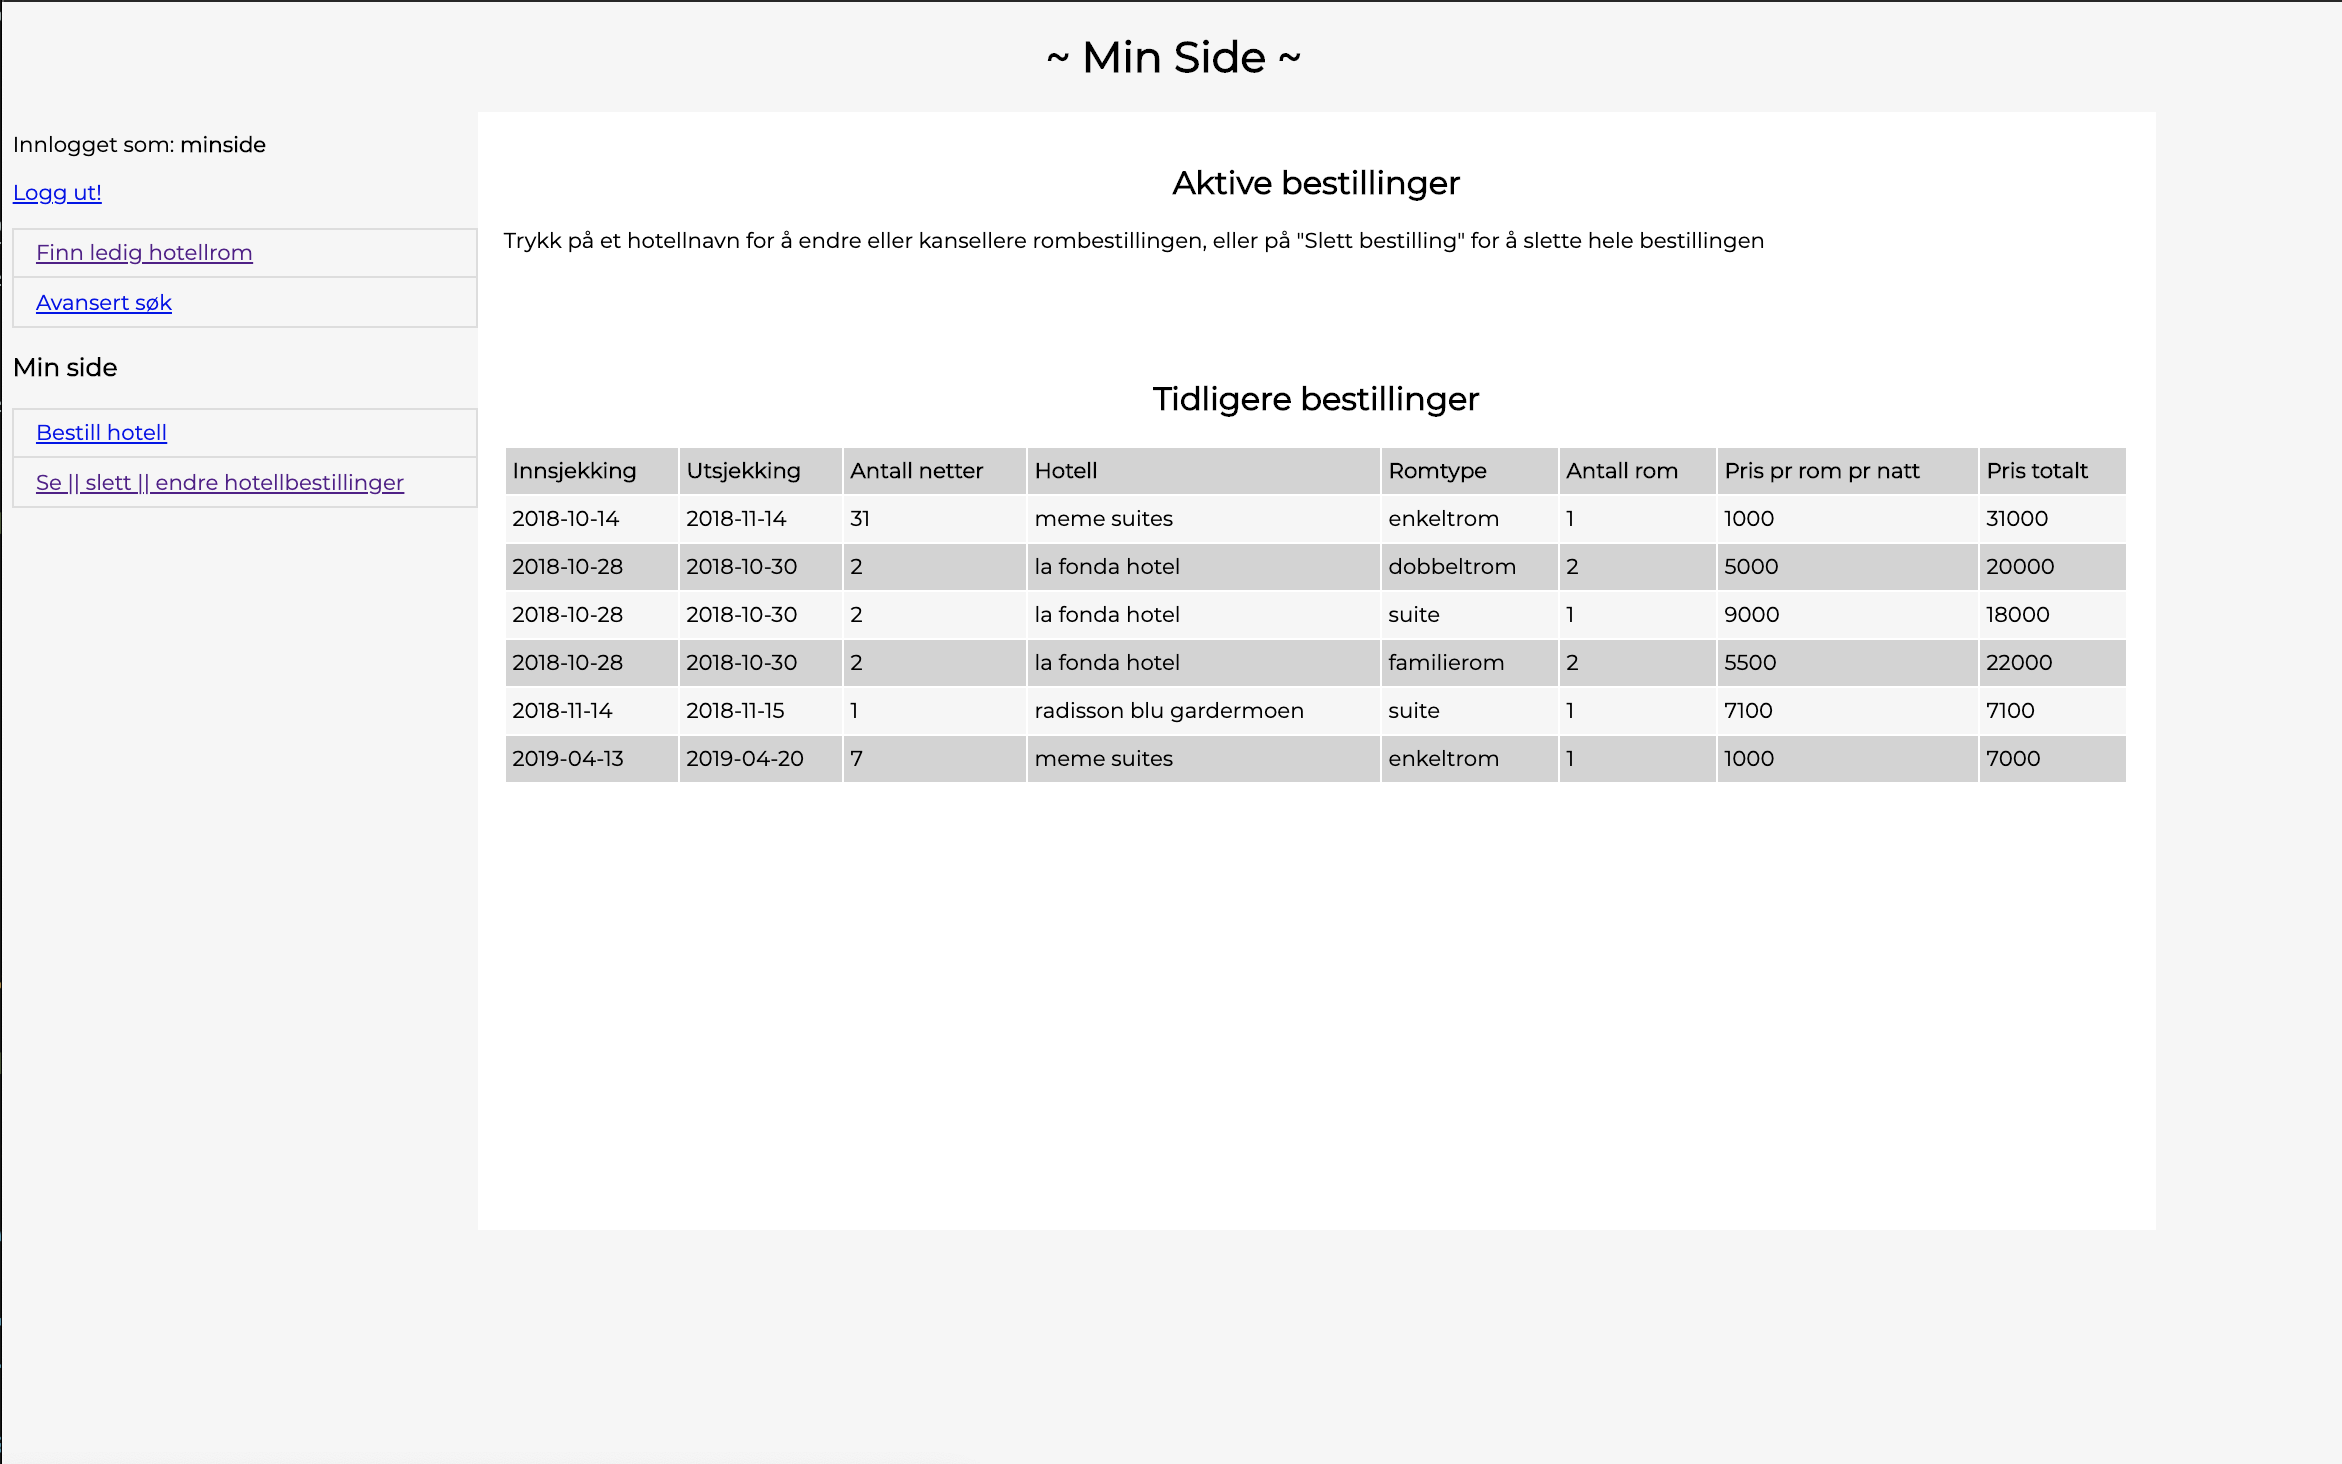 ~ Min Side ~
Innlogget som: minside
Logg ut!
Finn ledig hotellrom
Avansert søk
Min side
Bestill hotell
Se || slett || endre hotellbestillinger
Aktive bestillinger
Trykk på et hotellnavn for å endre eller kansellere rombestillingen, eller på "Slett bestilling" for å slette hele bestillingen
Tidligere bestillinger
Innsjekking Utsjekking Antall netter Hotell Romtype Antall rom Pris pr rom pr natt Pris totalt
2018-10-14 2018-11-14 31 meme suites enkeltrom 1 1000 31000
2018-10-28 2018-10-30 2 la fonda hotel dobbeltrom 2 5000 20000
2018-10-28 2018-10-30 2 la fonda hotel suite 1 9000 18000
2018-10-28 2018-10-30 2 la fonda hotel familierom 2 5500 22000
2018-11-14 2018-11-15 1 radisson blu gardermoen suite 1 7100 7100
2019-04-13 2019-04-20 7 meme suites enkeltrom 1 1000 7000